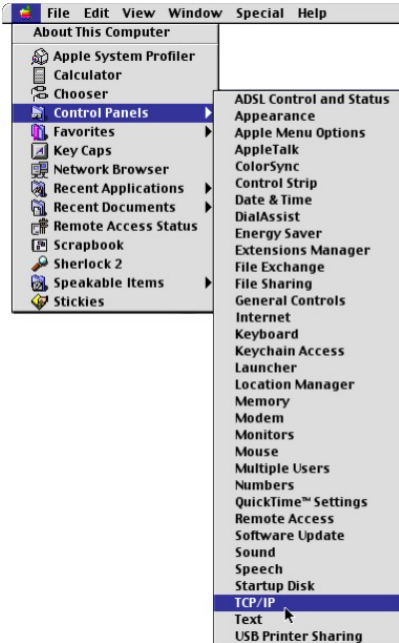 File Edit View Window Special Help
About This Computer
Apple System Profiler
Calculator
Chooser
Control Panels
Favorites
Key Caps
Network Browser
Recent Applications
Recent Documents
Remote Access Status
Scrapbook
Sherlock 2
Speakable Items
Stickies
ADSL Control and Status
Appearance
Apple Menu Options
AppleTalk
ColorSync
Control Strip
Date & Time
DialAssist
Energy Saver
Extensions Manager
File Exchange
File Sharing
General Controls
Internet
Keyboard
Keychain Access
Launcher
Location Manager
Memory
Modem
Monitors
Mouse
Multiple Users
Numbers
QuickTime™ Settings
Remote Access
Software Update
Sound
Speech
Startup Disk
TCP/IP
Text
USB Printer Sharing